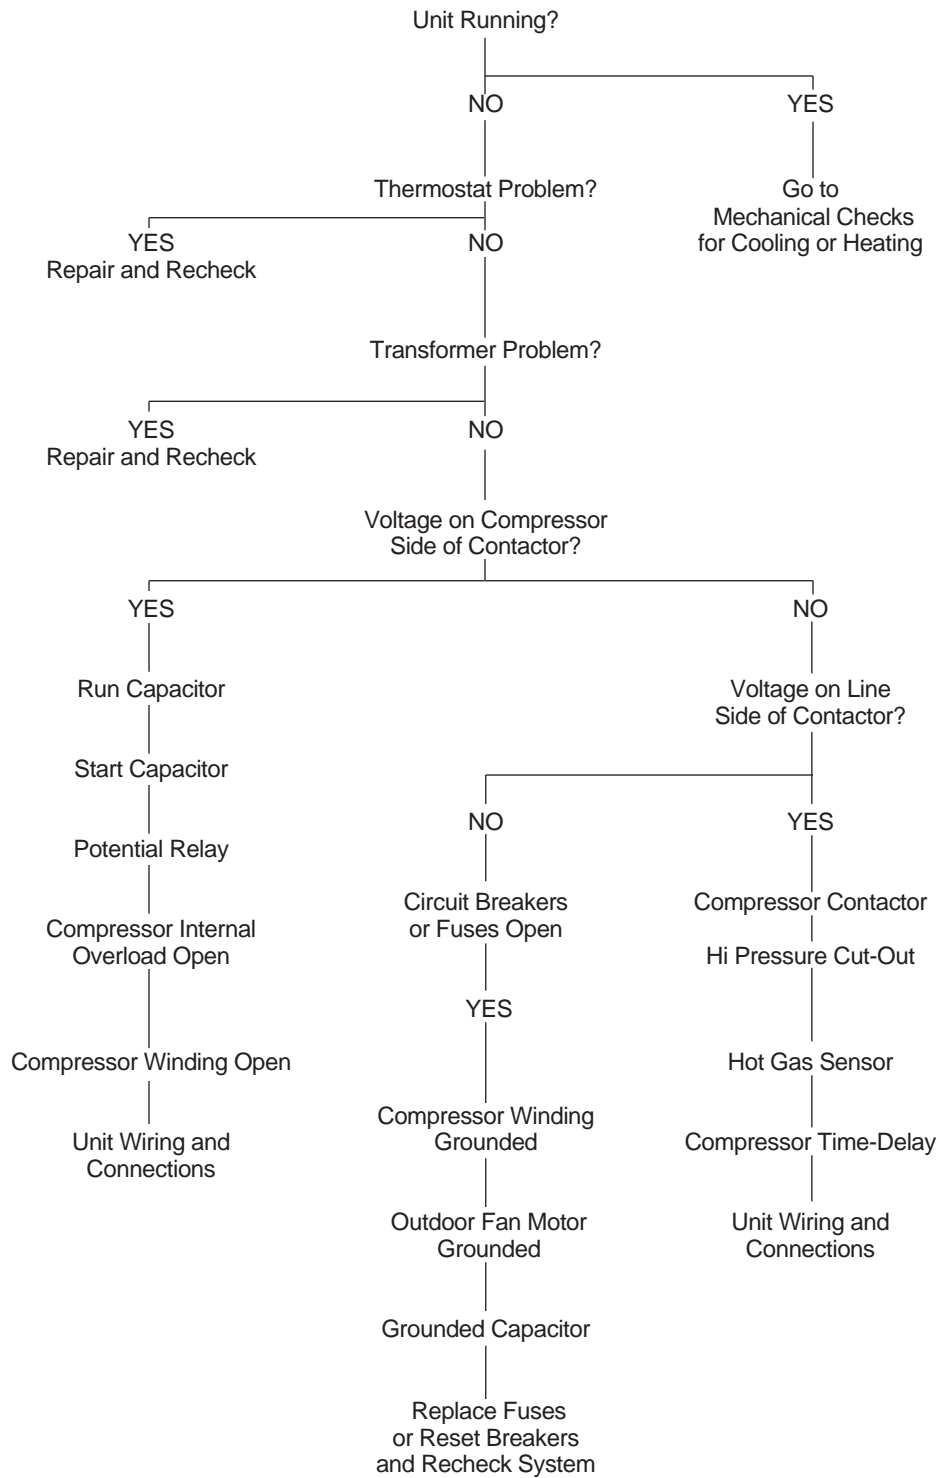 Unit Running?
NO
YES
Thermostat Problem?
Go to
Mechanical Checks
for Cooling or Heating
YES
Repair and Recheck
NO
Transformer Problem?
YES
Repair and Recheck
NO
Voltage on Compressor
Side of Contactor?
YES
NO
Run Capacitor
Start Capacitor
Potential Relay
Compressor Internal
Overload Open
Compressor Winding Open
Unit Wiring and
Connections
Voltage on Line
Side of Contactor?
NO
YES
Circuit Breakers
or Fuses Open
YES
Compressor Winding
Grounded
Outdoor Fan Motor
Grounded
Grounded Capacitor
Replace Fuses
or Reset Breakers
and Recheck System
Compressor Contactor
Hi Pressure Cut-Out
Hot Gas Sensor
Compressor Time-Delay
Unit Wiring and
Connections